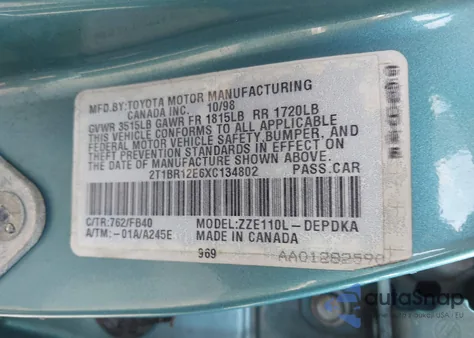 MFD.BY:TOYOTA MOTOR MANUFACTURING
CANADA INC. 10/98
GVWR 3515LB GAWR FR 1815LB RR 1720LB
THIS VEHICLE CONFORMS TO ALL APPLICABLE
FEDERAL MOTOR VEHICLE SAFETY,BUMPER, AND
THEFT PREVENTION STANDARDS IN EFFECT ON
THE DATE OF MANUFACTURE SHOWN ABOVE.
2T1BR12E6XC134802 PASS.CAR
C/TR:762/FB40 MODEL:ZZE110L-DEPDKA
A/TM:-01A/A245E MADE IN CANADA
969 AA01282590
autoSnap